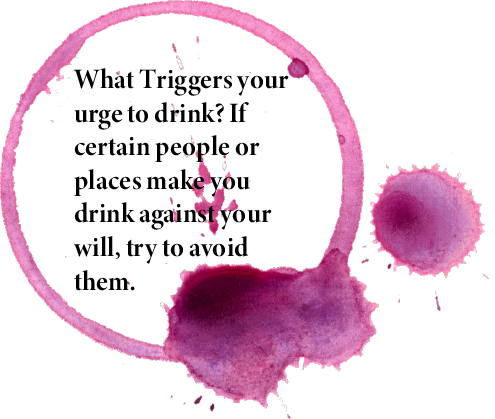 What Triggers your
urge to drink? If
certain people or
places make you
drink against your
will, try to avoid
them.